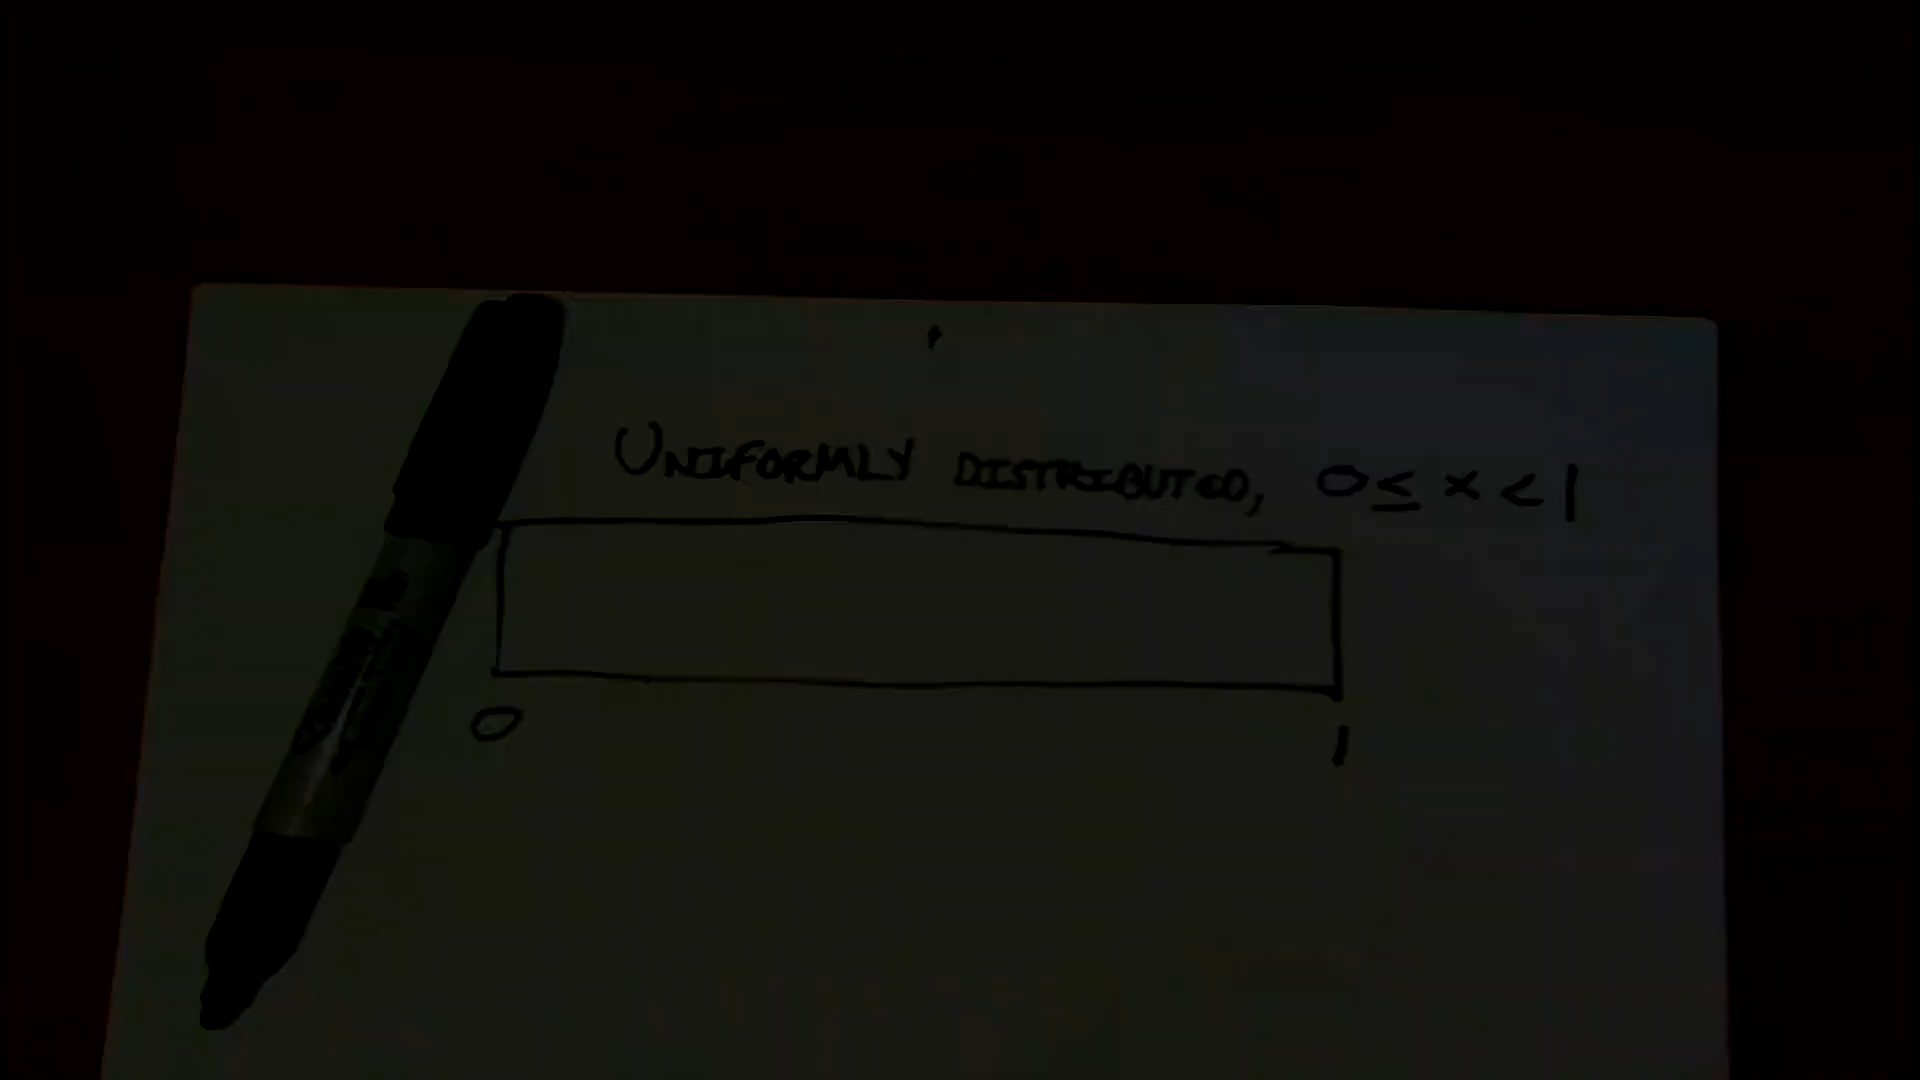 UNIFORMLY DISTRIBUTED, 0 ≤ x < 1
0 1